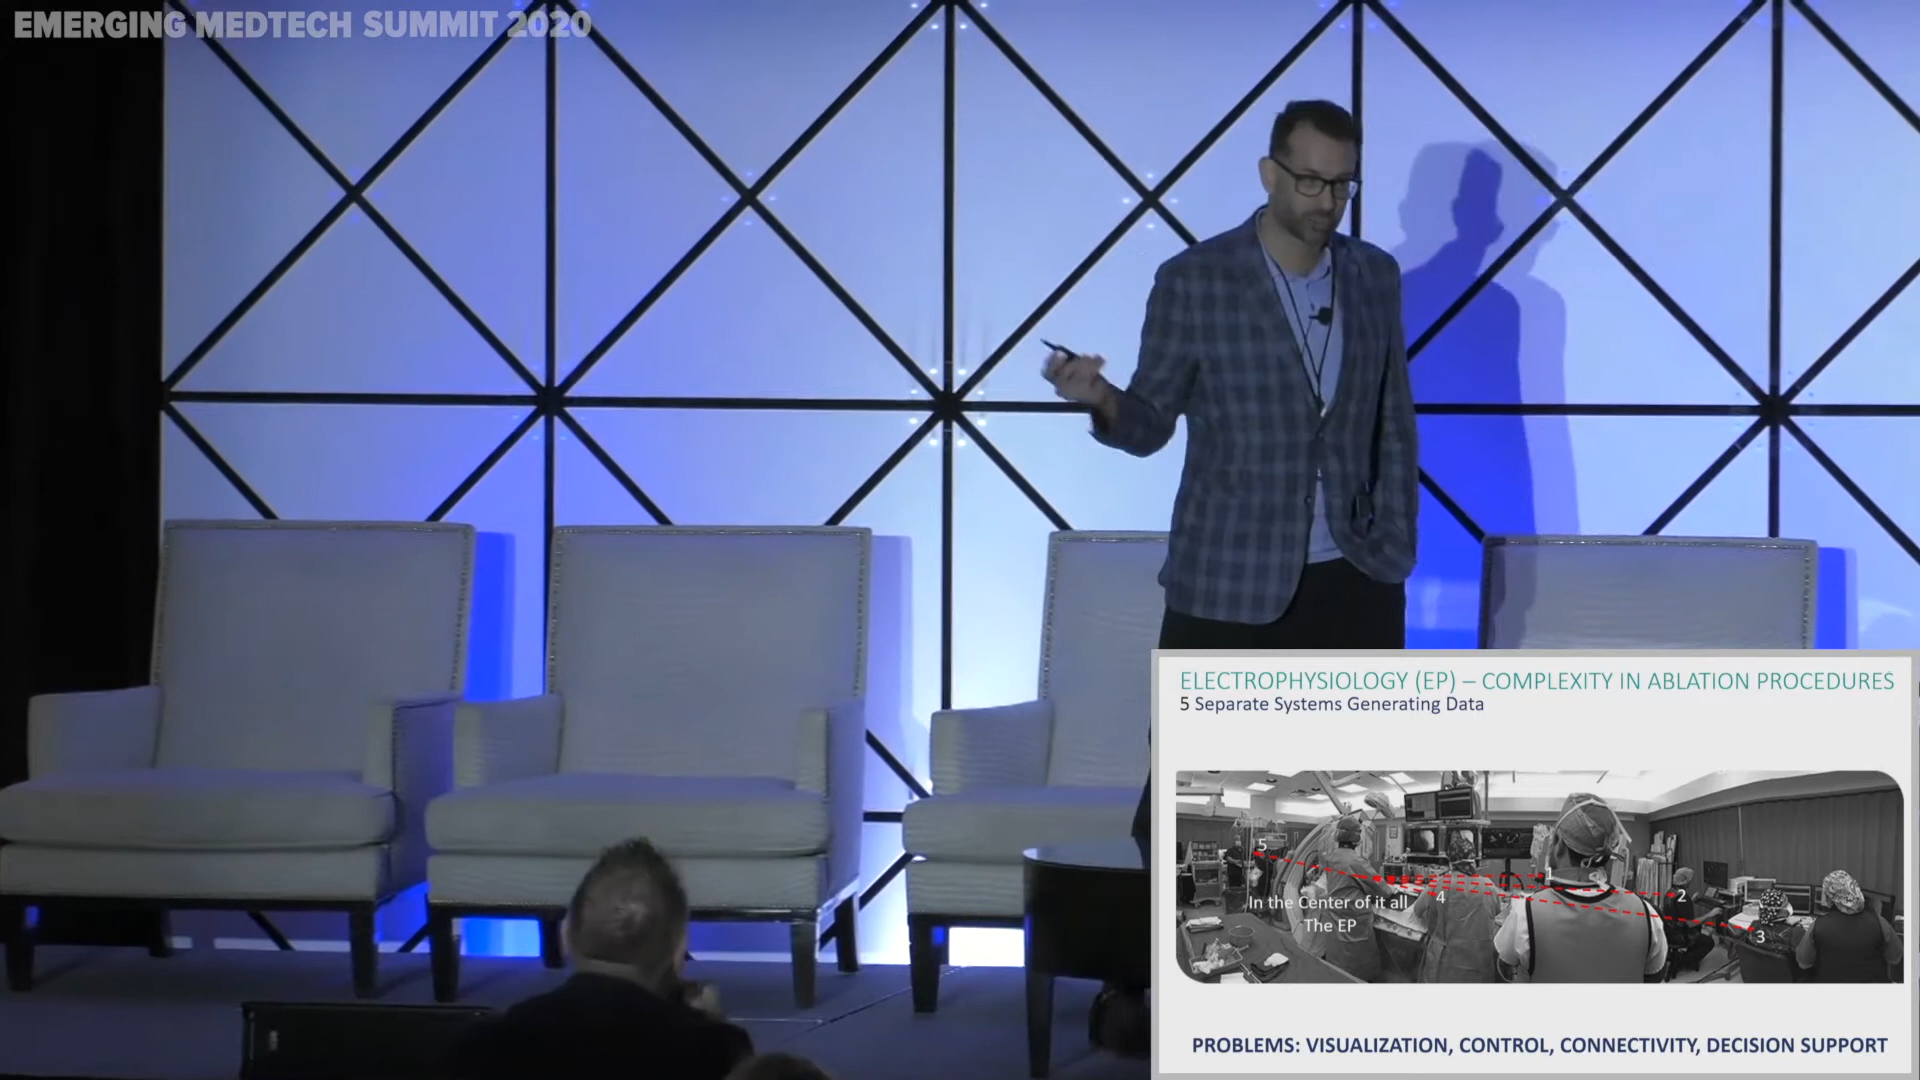 EMERGING MEDTECH SUMMIT 2020
ELECTROPHYSIOLOGY (EP) – COMPLEXITY IN ABLATION PROCEDURES
5 Separate Systems Generating Data
5
1
2
4
In the Center of it all
The EP
3
PROBLEMS: VISUALIZATION, CONTROL, CONNECTIVITY, DECISION SUPPORT